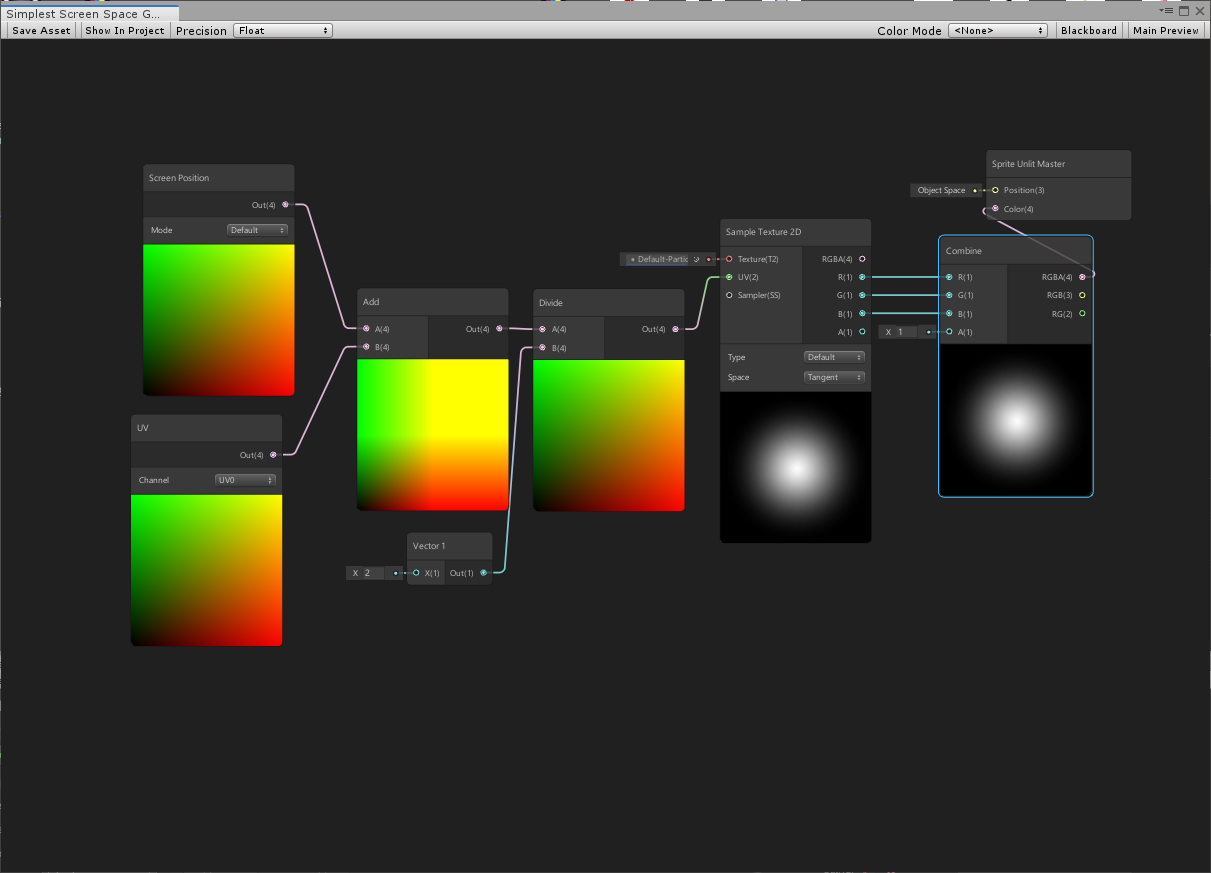 Simplest Screen Space G...
Save Asset Show In Project Precision Float Color Mode <None> Blackboard Main Preview
Screen Position
Out(4)
Mode Default
UV
Out(4)
Channel UV0
Add
A(4) Out(4)
B(4)
Vector 1
X 2 X(1) Out(1)
Divide
A(4) Out(4)
B(4)
Sample Texture 2D
Default-Partic Texture(T2) RGBA(4)
UV(2) R(1)
Sampler(SS) G(1)
B(1)
A(1)
Type Default
Space Tangent
Sprite Unlit Master
Object Space Position(3)
Color(4)
Combine
R(1) RGBA(4)
G(1) RGB(3)
B(1) RG(2)
X 1 A(1)